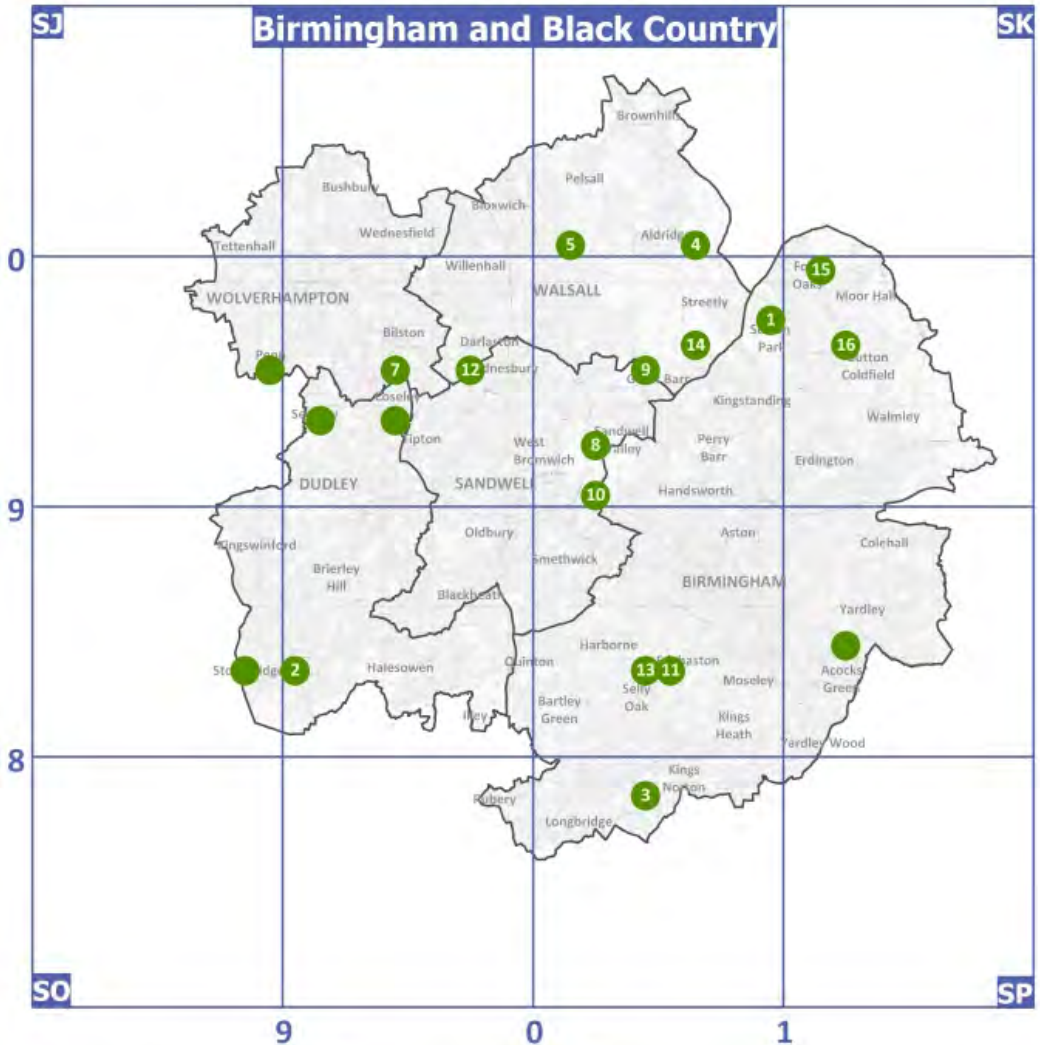 SJ
Birmingham and Black Country
SK
Brownhills
Pelsall
Bushbury
Bloxwich
Wednesfield
Aldridge
Tettenhall
5
4
0
Willenhall
15
Oaks
Moor Hall
WALSALL
WOLVERHAMPTON
Streetly
1
Park
Bilston
Darlaston
14
16
Coldfield
7
12
9
Barr
Kingstanding
Walmley
Sandwell
Tipton
8
West
Bromwich
Perry
Barr
Erdington
DUDLEY
SANDWELL
10
Handsworth
9
Oldbury
Aston
Kingswinford
Colehall
Smethwick
Brierley
Hill
BIRMINGHAM
Blackheath
Yardley
Harborne
Quinton
2
Halesowen
13
11
Selly
Oak
Moseley
Acocks
Green
Bartley
Green
Illey
Kings
Heath
Yardley Wood
8
Kings
Norton
3
Rubery
Longbridge
SO
SP
9
0
1